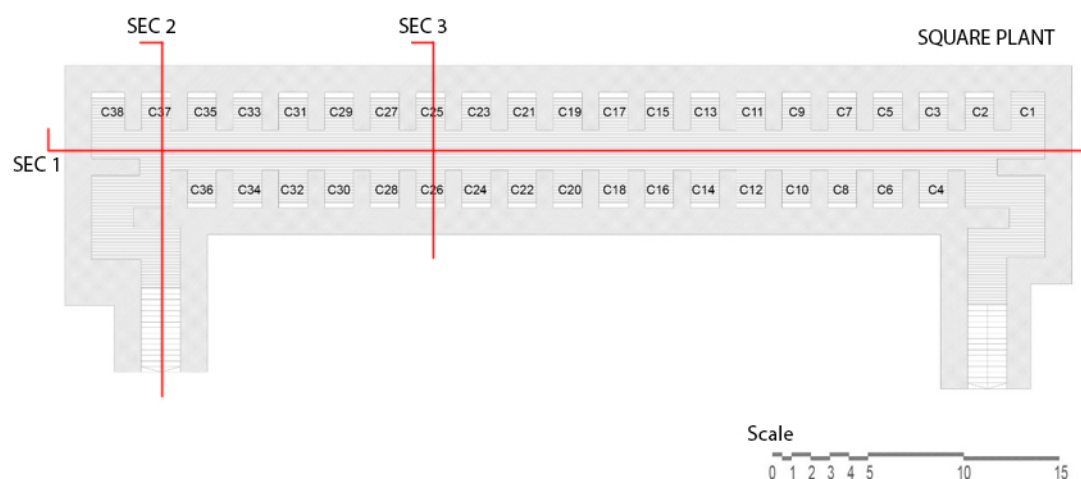 SEC 2
SEC 3
SQUARE PLANT
C38 C37 C35 C33 C31 C29 C27 C25 C23 C21 C19 C17 C15 C13 C11 C9 C7 C5 C3 C2 C1
SEC 1
C36 C34 C32 C30 C28 C26 C24 C22 C20 C18 C16 C14 C12 C10 C8 C6 C4
Scale
0 1 2 3 4 5 10 15